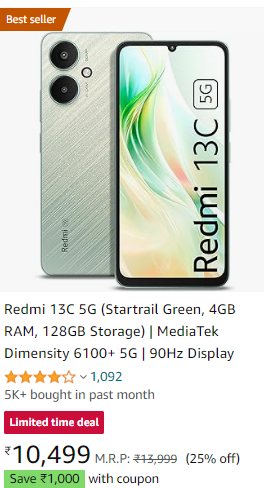 Best seller
Redmi 13C 5G
Redmi
Redmi 13C 5G (Startrail Green, 4GB
RAM, 128GB Storage) | MediaTek
Dimensity 6100+ 5G | 90Hz Display
1,092
5K+ bought in past month
Limited time deal
₹10,499 M.R.P: ₹13,999 (25% off)
Save ₹1,000 with coupon